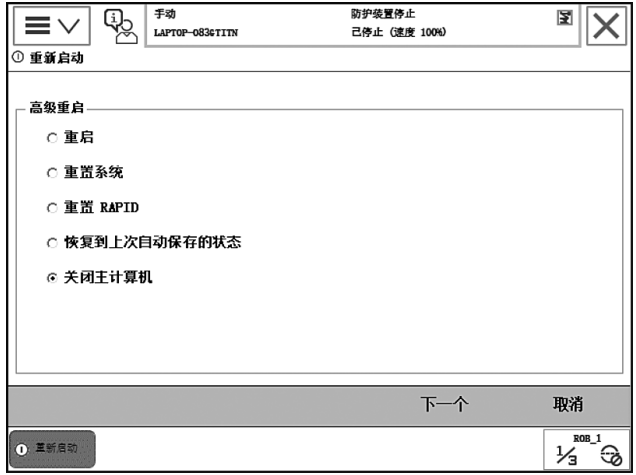 手动 防护装置停止
LAPTOP-0836TITN 己停止 (速度 100%)
重新启动
高级重启
重启
重置系统
重置 RAPID
恢复到上次自动保存的状态
关闭主计算机
下一个 取消
重新启动
ROB_1
1/3